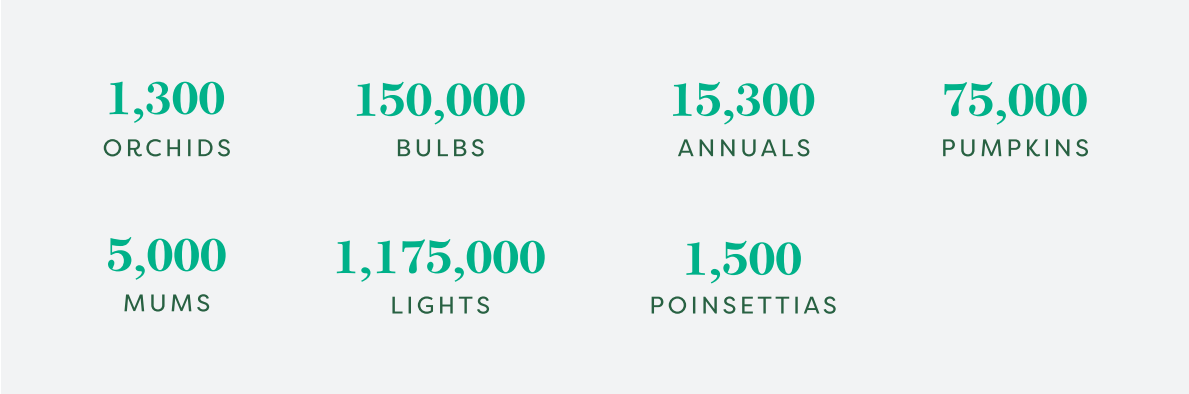 1,300
ORCHIDS
150,000
BULBS
15,300
ANNUALS
75,000
PUMPKINS
5,000
MUMS
1,175,000
LIGHTS
1,500
POINSETTIAS